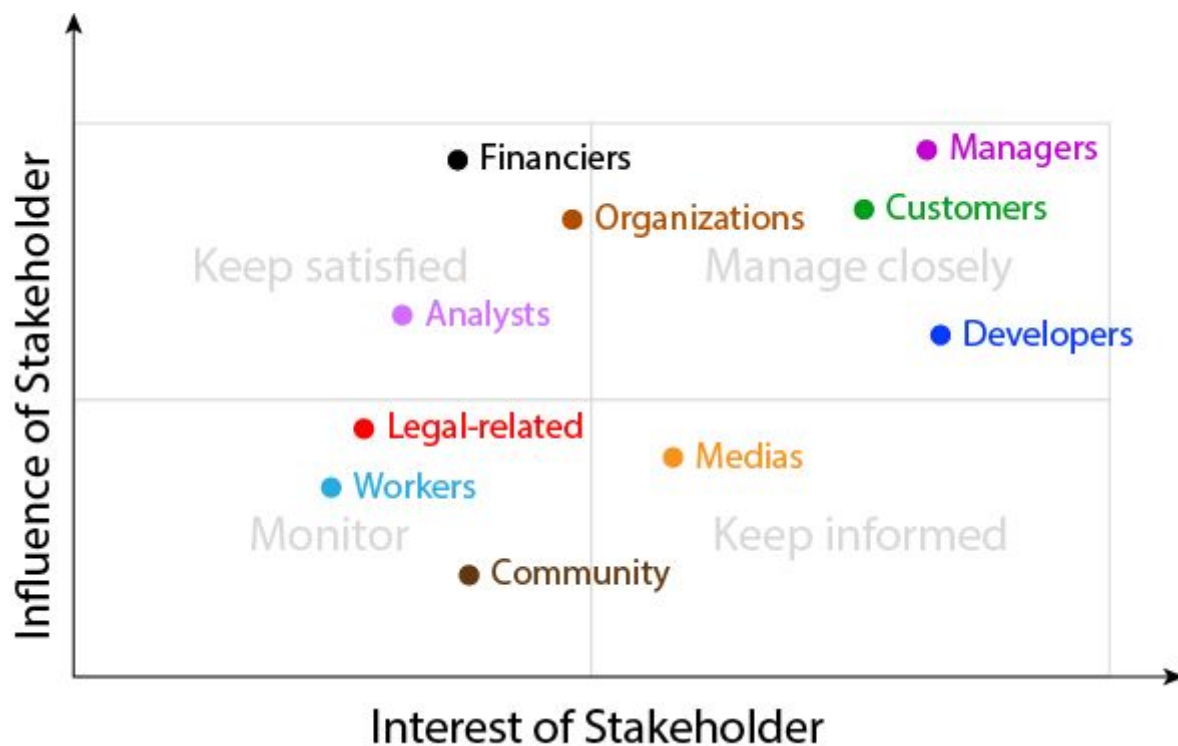 Influence of Stakeholder
Managers
Financiers
Customers
Organizations
Keep satisfied
Manage closely
Analysts
Developers
Legal-related
Medias
Workers
Monitor
Keep informed
Community
Interest of Stakeholder